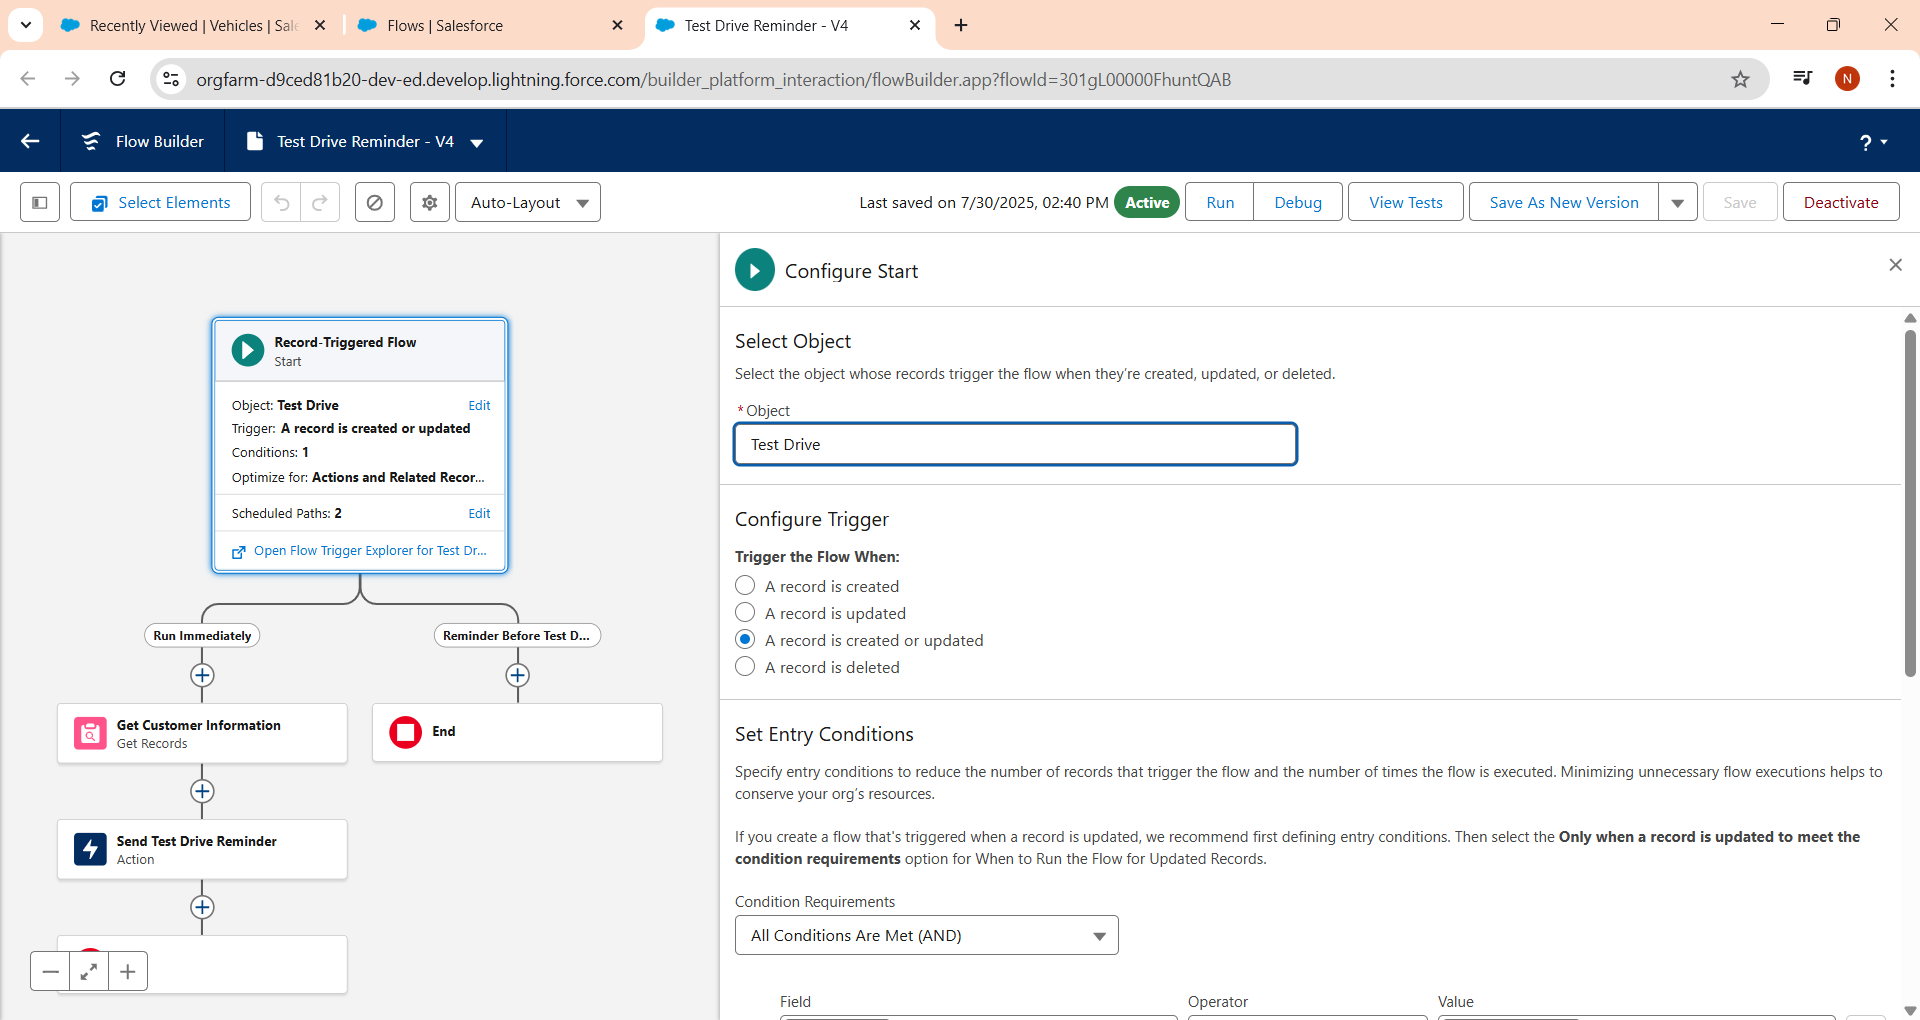 Recently Viewed | Vehicles | Sale
Flows | Salesforce
Test Drive Reminder - V4
orgfarm-d9ced81b20-dev-ed.develop.lightning.force.com/builder_platform_interaction/flowBuilder.app?flowId=301gL00000FhuntQAB
N
Flow Builder
Test Drive Reminder - V4
?
Select Elements
Auto-Layout
Last saved on 7/30/2025, 02:40 PM
Active
Run
Debug
View Tests
Save As New Version
Save
Deactivate
Record-Triggered Flow
Start
Object: Test Drive
Edit
Trigger: A record is created or updated
Conditions: 1
Optimize for: Actions and Related Recor...
Scheduled Paths: 2
Edit
Open Flow Trigger Explorer for Test Dr...
Run Immediately
Reminder Before Test D...
Get Customer Information
Get Records
End
Send Test Drive Reminder
Action
Configure Start
Select Object
Select the object whose records trigger the flow when they're created, updated, or deleted.
*Object
Test Drive
Configure Trigger
Trigger the Flow When:
A record is created
A record is updated
A record is created or updated
A record is deleted
Set Entry Conditions
Specify entry conditions to reduce the number of records that trigger the flow and the number of times the flow is executed. Minimizing unnecessary flow executions helps to
conserve your org's resources.
If you create a flow that's triggered when a record is updated, we recommend first defining entry conditions. Then select the Only when a record is updated to meet the
condition requirements option for When to Run the Flow for Updated Records.
Condition Requirements
All Conditions Are Met (AND)
Field
Operator
Value